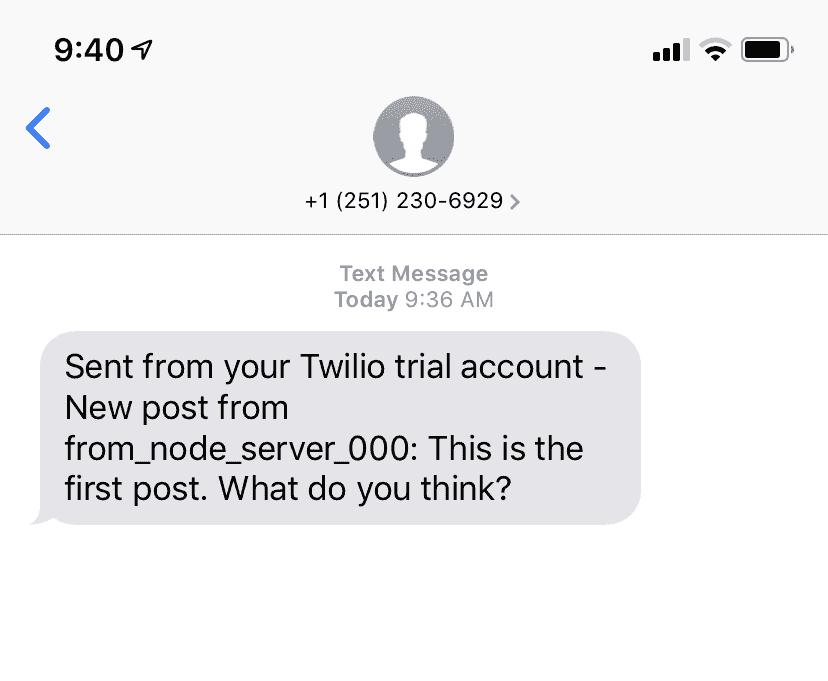 9:40
+1 (251) 230-6929
Text Message
Today 9:36 AM
Sent from your Twilio trial account -
New post from
from_node_server_000: This is the
first post. What do you think?